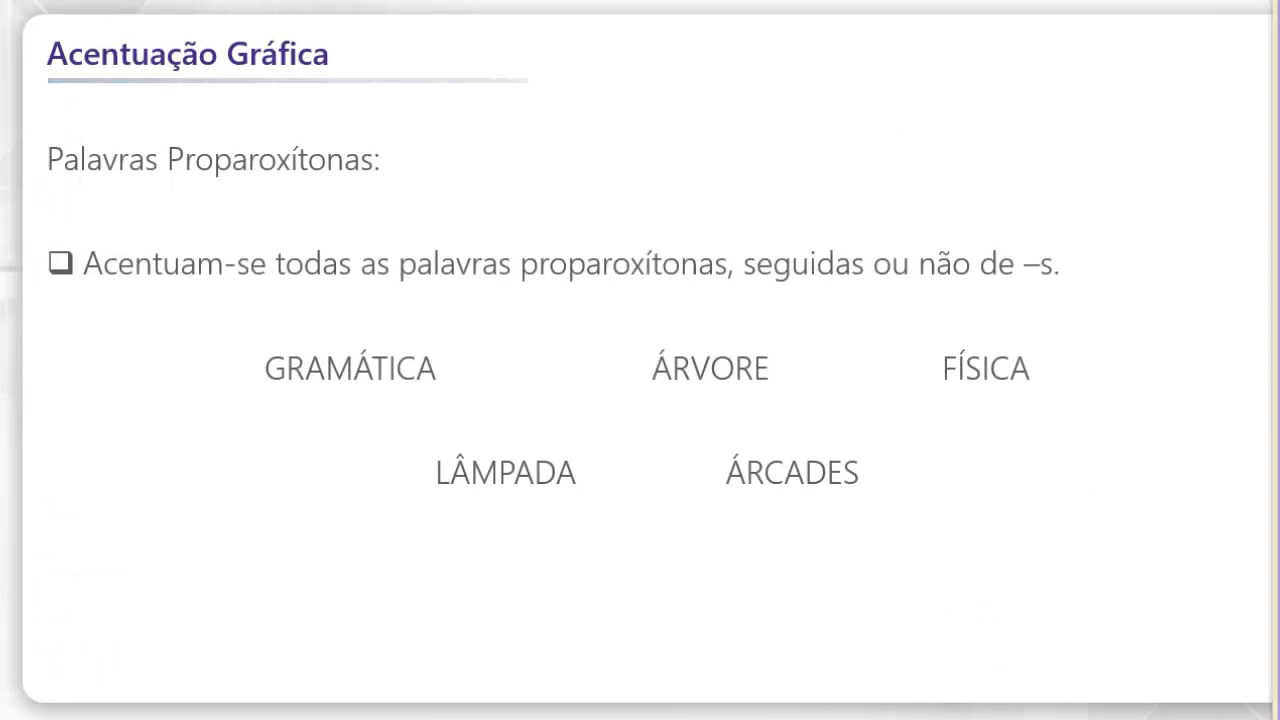 Acentuação Gráfica
Palavras Proparoxítonas:
❑ Acentuam-se todas as palavras proparoxítonas, seguidas ou não de –s.
GRAMÁTICA ÁRVORE FÍSICA
LÂMPADA ÁRCADES